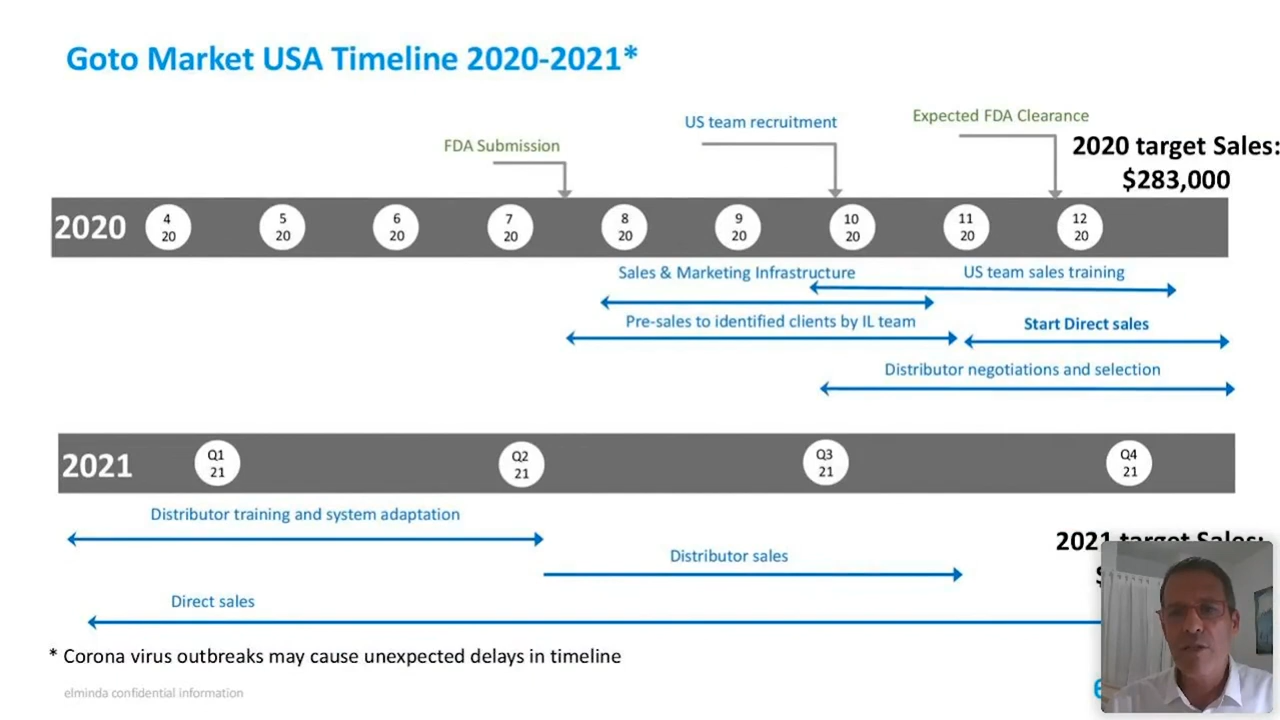 Goto Market USA Timeline 2020-2021*
Expected FDA Clearance
US team recruitment
FDA Submission
2020 target Sales:
$283,000
2020
4
20
5
20
6
20
7
20
8
20
9
20
10
20
11
20
12
20
Sales & Marketing Infrastructure
US team sales training
Pre-sales to identified clients by IL team
Start Direct sales
Distributor negotiations and selection
2021
Q1
21
Q2
21
Q3
21
Q4
21
Distributor training and system adaptation
2021 target Sales:
Distributor sales
Direct sales
* Corona virus outbreaks may cause unexpected delays in timeline
elminda confidential information